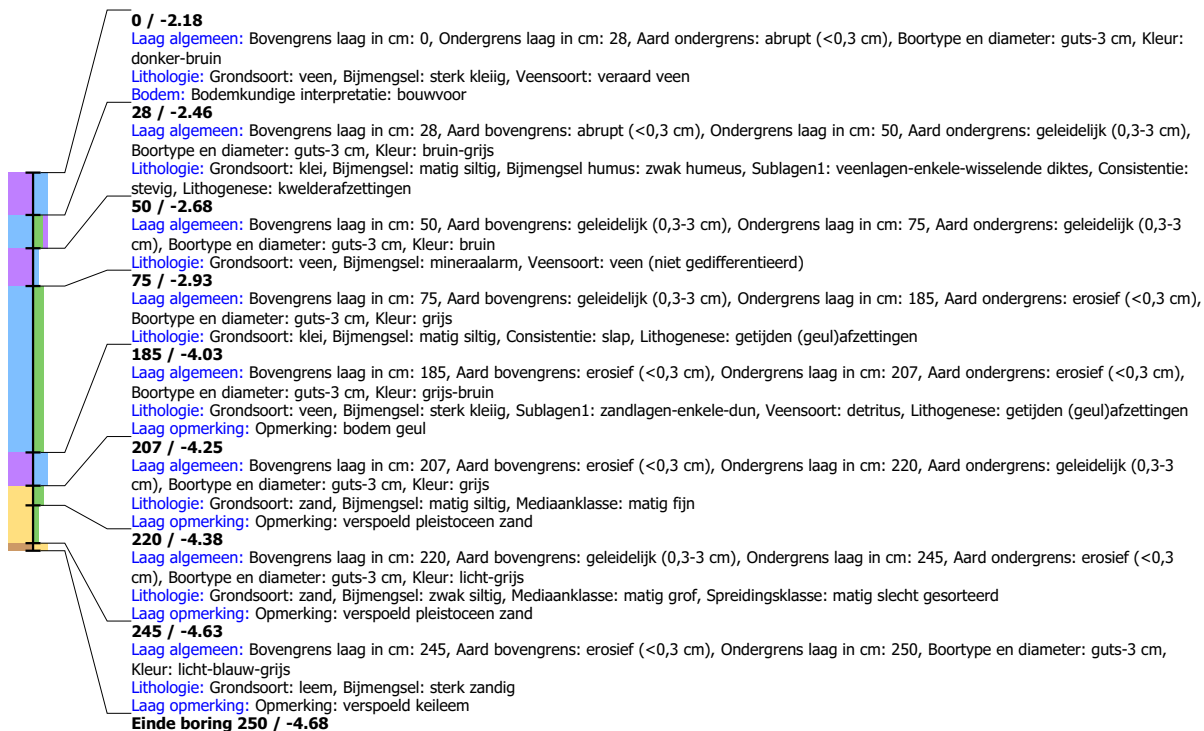 0 / -2.18
Laag algemeen: Bovengrens laag in cm: 0, Ondergrens laag in cm: 28, Aard ondergrens: abrupt (<0,3 cm), Boortype en diameter: guts-3 cm, Kleur:
donker-bruin
Lithologie: Grondsoort: veen, Bijmengsel: sterk kleiig, Veensoort: veraard veen
Bodem: Bodemkundige interpretatie: bouwvoor
28 / -2.46
Laag algemeen: Bovengrens laag in cm: 28, Aard bovengrens: abrupt (<0,3 cm), Ondergrens laag in cm: 50, Aard ondergrens: geleidelijk (0,3-3 cm),
Boortype en diameter: guts-3 cm, Kleur: bruin-grijs
Lithologie: Grondsoort: klei, Bijmengsel: matig siltig, Bijmengsel humus: zwak humeus, Sublagen1: veenlagen-enkele-wisselende diktes, Consistentie:
stevig, Lithogenese: kwelderafzettingen
50 / -2.68
Laag algemeen: Bovengrens laag in cm: 50, Aard bovengrens: geleidelijk (0,3-3 cm), Ondergrens laag in cm: 75, Aard ondergrens: geleidelijk (0,3-3
cm), Boortype en diameter: guts-3 cm, Kleur: bruin
Lithologie: Grondsoort: veen, Bijmengsel: mineraalarm, Veensoort: veen (niet gedifferentieerd)
75 / -2.93
Laag algemeen: Bovengrens laag in cm: 75, Aard bovengrens: geleidelijk (0,3-3 cm), Ondergrens laag in cm: 185, Aard ondergrens: erosief (<0,3 cm),
Boortype en diameter: guts-3 cm, Kleur: grijs
Lithologie: Grondsoort: klei, Bijmengsel: matig siltig, Consistentie: slap, Lithogenese: getijden (geul)afzettingen
185 / -4.03
Laag algemeen: Bovengrens laag in cm: 185, Aard bovengrens: erosief (<0,3 cm), Ondergrens laag in cm: 207, Aard ondergrens: erosief (<0,3 cm),
Boortype en diameter: guts-3 cm, Kleur: grijs-bruin
Lithologie: Grondsoort: veen, Bijmengsel: sterk kleiig, Sublagen1: zandlagen-enkele-dun, Veensoort: detritus, Lithogenese: getijden (geul)afzettingen
Laag opmerking: Opmerking: bodem geul
207 / -4.25
Laag algemeen: Bovengrens laag in cm: 207, Aard bovengrens: erosief (<0,3 cm), Ondergrens laag in cm: 220, Aard ondergrens: geleidelijk (0,3-3
cm), Boortype en diameter: guts-3 cm, Kleur: grijs
Lithologie: Grondsoort: zand, Bijmengsel: matig siltig, Mediaanklasse: matig fijn
Laag opmerking: Opmerking: verspoeld pleistoceen zand
220 / -4.38
Laag algemeen: Bovengrens laag in cm: 220, Aard bovengrens: geleidelijk (0,3-3 cm), Ondergrens laag in cm: 245, Aard ondergrens: erosief (<0,3
cm), Boortype en diameter: guts-3 cm, Kleur: licht-grijs
Lithologie: Grondsoort: zand, Bijmengsel: zwak siltig, Mediaanklasse: matig grof, Spreidingsklasse: matig slecht gesorteerd
Laag opmerking: Opmerking: verspoeld pleistoceen zand
245 / -4.63
Laag algemeen: Bovengrens laag in cm: 245, Aard bovengrens: erosief (<0,3 cm), Ondergrens laag in cm: 250, Boortype en diameter: guts-3 cm,
Kleur: licht-blauw-grijs
Lithologie: Grondsoort: leem, Bijmengsel: sterk zandig
Laag opmerking: Opmerking: verspoeld keileem
Einde boring 250 / -4.68